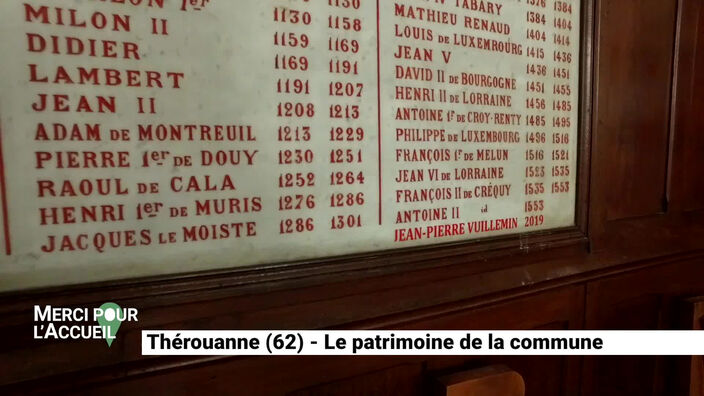 1er 1130
MILON II 1130 1158
DIDIER 1159 1169
LAMBERT 1169 1191
JEAN II 1191 1207
ADAM DE MONTREUIL 1208 1213
PIERRE 1er DE DOUY 1213 1229
RAOUL DE CALA 1230 1251
HENRI 1er DE MURIS 1252 1264
JACQUES LE MOISTE 1276 1286
1286 1301
TABARY 1376 1384
MATHIEU RENAUD 1384 1404
LOUIS DE LUXEMBOURG 1404 1414
JEAN V 1415 1436
DAVID II DE BOURGOGNE 1436 1451
HENRI II DE LORRAINE 1451 1455
ANTOINE 1er DE CROY-RENTY 1456 1485
PHILIPPE DE LUXEMBOURG 1485 1495
FRANÇOIS 1er DE MELUN 1496 1516
JEAN VI DE LORRAINE 1516 1521
FRANÇOIS II DE CRÉQUY 1523 1535
ANTOINE II 1535 1553
id 1553
JEAN-PIERRE VUILLEMIN 2019
MERCI POUR
L'ACCUEIL
Thérouanne (62) - Le patrimoine de la commune